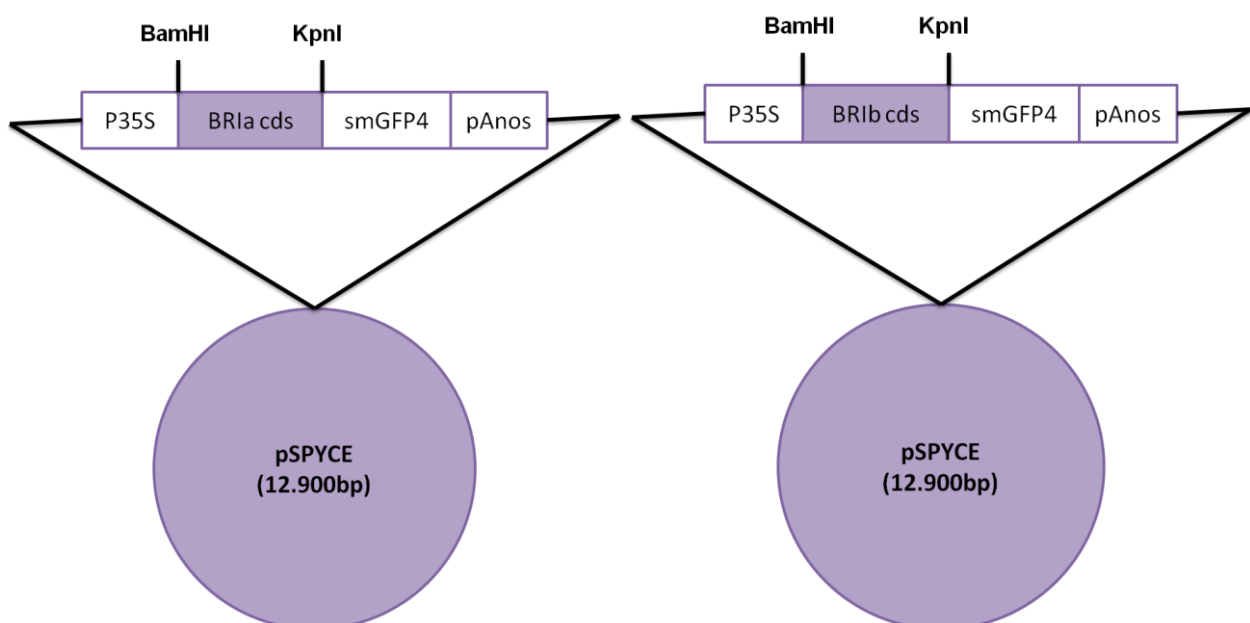 BamHI KpnI
P35S BRIa cds smGFP4 pAnos
pSPYCE
(12.900bp)
BamHI KpnI
P35S BRIb cds smGFP4 pAnos
pSPYCE
(12.900bp)